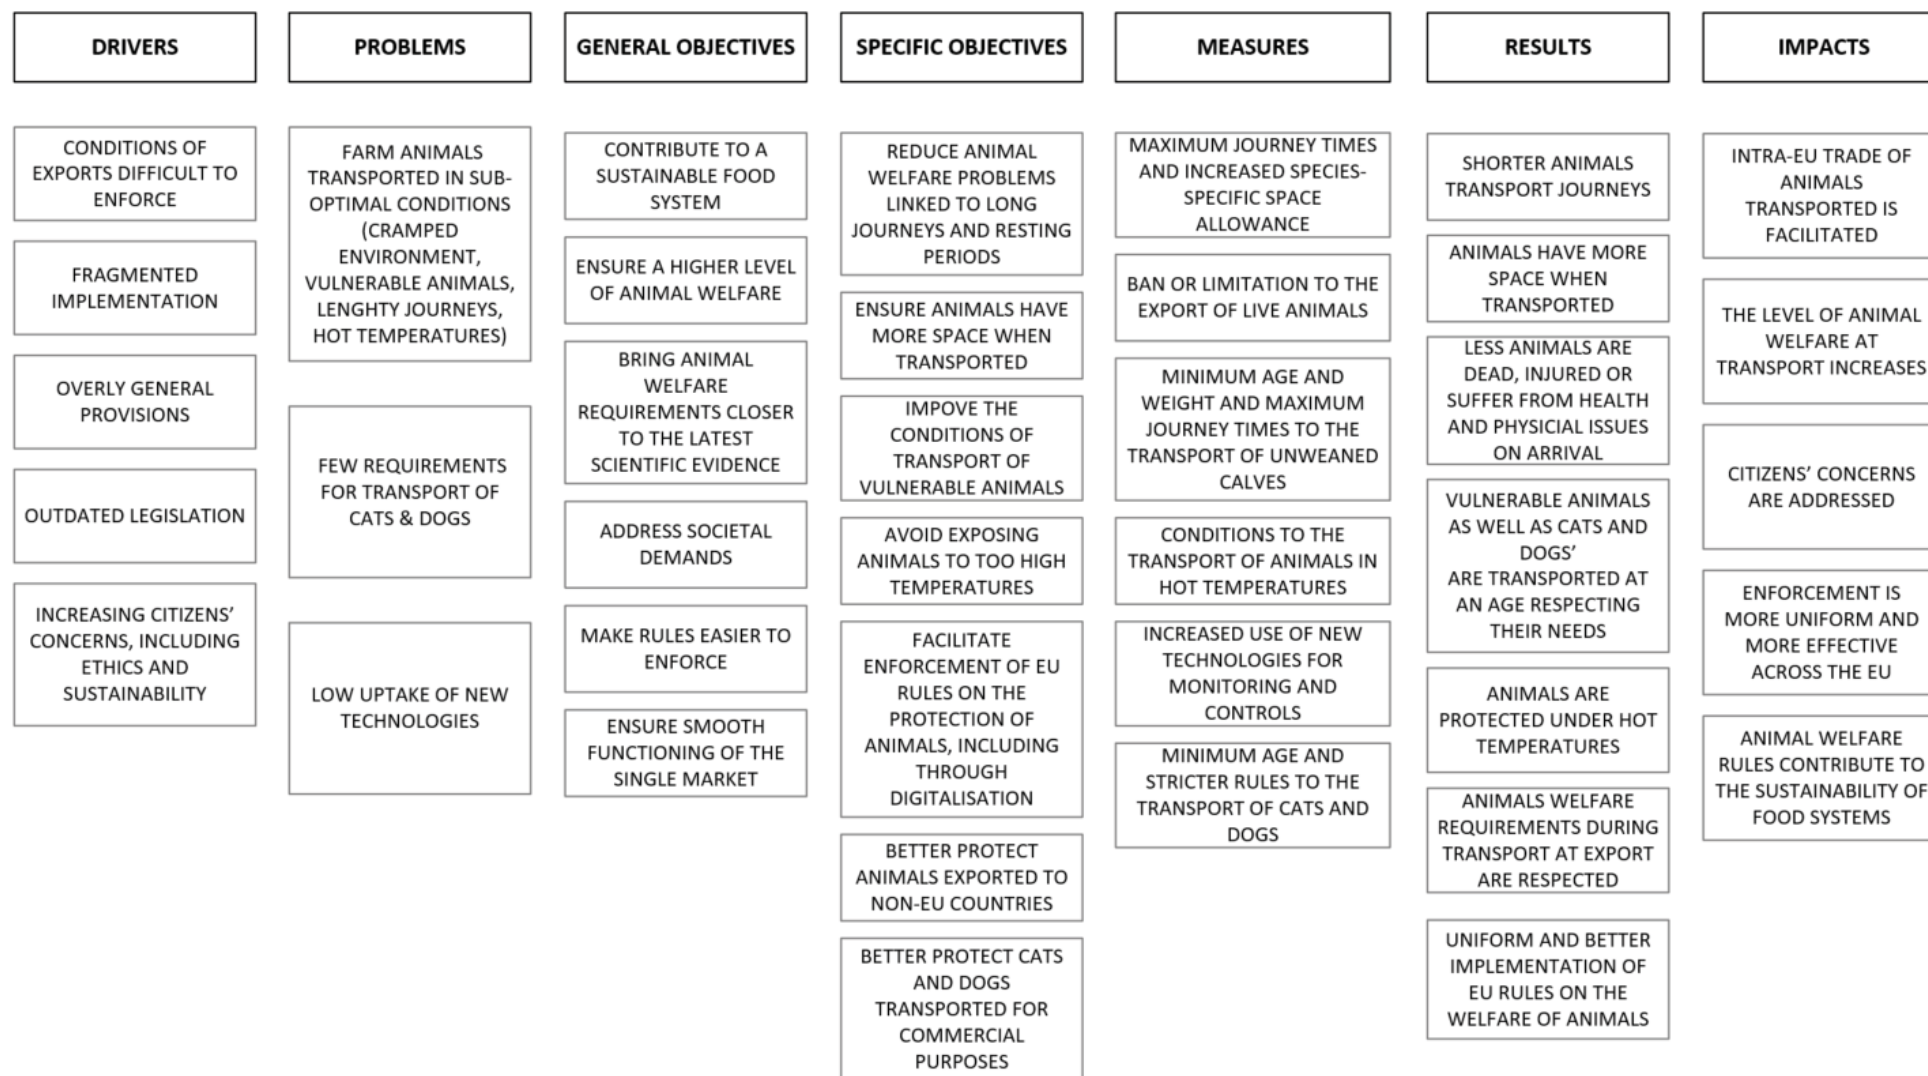 DRIVERS
PROBLEMS
GENERAL OBJECTIVES
SPECIFIC OBJECTIVES
MEASURES
RESULTS
IMPACTS
CONDITIONS OF
EXPORTS DIFFICULT TO
ENFORCE
FRAGMENTED
IMPLEMENTATION
OVERLY GENERAL
PROVISIONS
OUTDATED LEGISLATION
INCREASING CITIZENS’
CONCERNS, INCLUDING
ETHICS AND
SUSTAINABILITY
FARM ANIMALS
TRANSPORTED IN SUB-
OPTIMAL CONDITIONS
(CRAMPED
ENVIRONMENT,
VULNERABLE ANIMALS,
LENGHTY JOURNEYS,
HOT TEMPERATURES)
FEW REQUIREMENTS
FOR TRANSPORT OF
CATS & DOGS
LOW UPTAKE OF NEW
TECHNOLOGIES
CONTRIBUTE TO A
SUSTAINABLE FOOD
SYSTEM
ENSURE A HIGHER LEVEL
OF ANIMAL WELFARE
BRING ANIMAL
WELFARE
REQUIREMENTS CLOSER
TO THE LATEST
SCIENTIFIC EVIDENCE
ADDRESS SOCIETAL
DEMANDS
MAKE RULES EASIER TO
ENFORCE
ENSURE SMOOTH
FUNCTIONING OF THE
SINGLE MARKET
REDUCE ANIMAL
WELFARE PROBLEMS
LINKED TO LONG
JOURNEYS AND RESTING
PERIODS
ENSURE ANIMALS HAVE
MORE SPACE WHEN
TRANSPORTED
IMPOVE THE
CONDITIONS OF
TRANSPORT OF
VULNERABLE ANIMALS
AVOID EXPOSING
ANIMALS TO TOO HIGH
TEMPERATURES
FACILITATE
ENFORCEMENT OF EU
RULES ON THE
PROTECTION OF
ANIMALS, INCLUDING
THROUGH
DIGITALISATION
BETTER PROTECT
ANIMALS EXPORTED TO
NON-EU COUNTRIES
BETTER PROTECT CATS
AND DOGS
TRANSPORTED FOR
COMMERCIAL
PURPOSES
MAXIMUM JOURNEY TIMES
AND INCREASED SPECIES-
SPECIFIC SPACE
ALLOWANCE
BAN OR LIMITATION TO THE
EXPORT OF LIVE ANIMALS
MINIMUM AGE AND
WEIGHT AND MAXIMUM
JOURNEY TIMES TO THE
TRANSPORT OF UNWEANED
CALVES
CONDITIONS TO THE
TRANSPORT OF ANIMALS IN
HOT TEMPERATURES
INCREASED USE OF NEW
TECHNOLOGIES FOR
MONITORING AND
CONTROLS
MINIMUM AGE AND
STRICTER RULES TO THE
TRANSPORT OF CATS AND
DOGS
SHORTER ANIMALS
TRANSPORT JOURNEYS
ANIMALS HAVE MORE
SPACE WHEN
TRANSPORTED
LESS ANIMALS ARE
DEAD, INJURED OR
SUFFER FROM HEALTH
AND PHYSICIAL ISSUES
ON ARRIVAL
VULNERABLE ANIMALS
AS WELL AS CATS AND
DOGS’
ARE TRANSPORTED AT
AN AGE RESPECTING
THEIR NEEDS
ANIMALS ARE
PROTECTED UNDER HOT
TEMPERATURES
ANIMALS WELFARE
REQUIREMENTS DURING
TRANSPORT AT EXPORT
ARE RESPECTED
UNIFORM AND BETTER
IMPLEMENTATION OF
EU RULES ON THE
WELFARE OF ANIMALS
INTRA-EU TRADE OF
ANIMALS
TRANSPORTED IS
FACILITATED
THE LEVEL OF ANIMAL
WELFARE AT
TRANSPORT INCREASES
CITIZENS’ CONCERNS
ARE ADDRESSED
ENFORCEMENT IS
MORE UNIFORM AND
MORE EFFECTIVE
ACROSS THE EU
ANIMAL WELFARE
RULES CONTRIBUTE TO
THE SUSTAINABILITY OF
FOOD SYSTEMS